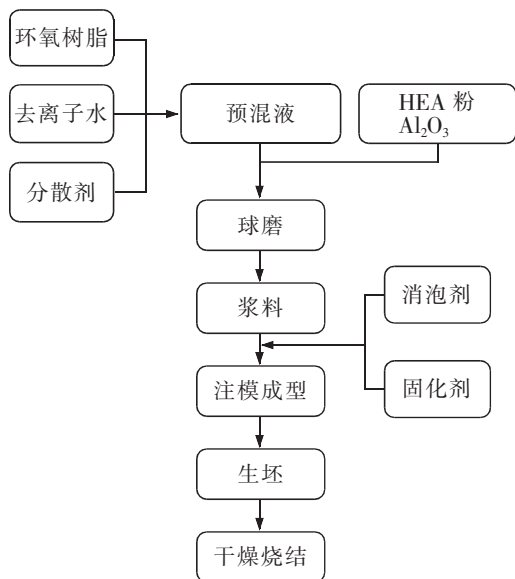 环氧树脂
去离子水
分散剂
预混液
HEA 粉
Al₂O₃
球磨
浆料
消泡剂
固化剂
注模成型
生坯
干燥烧结